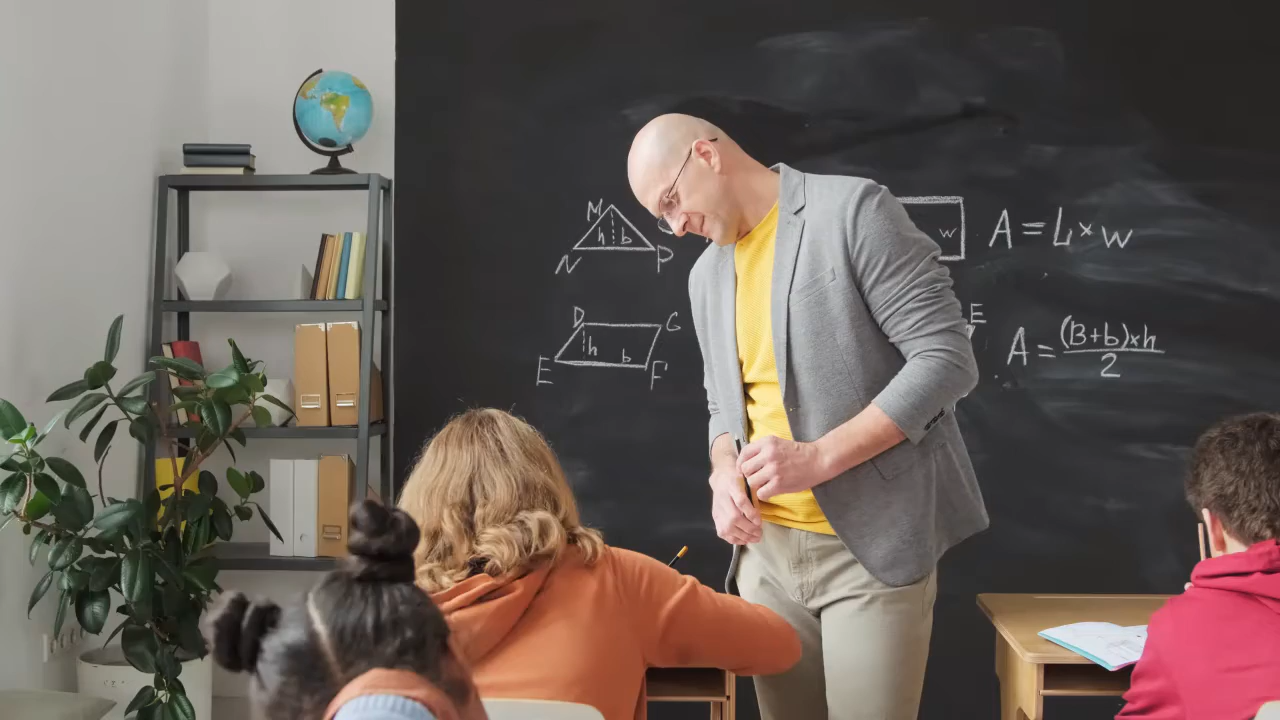 M
h b
N P
w
A = L × w
D G
h b
E F
E
A = (B+b)×h
2